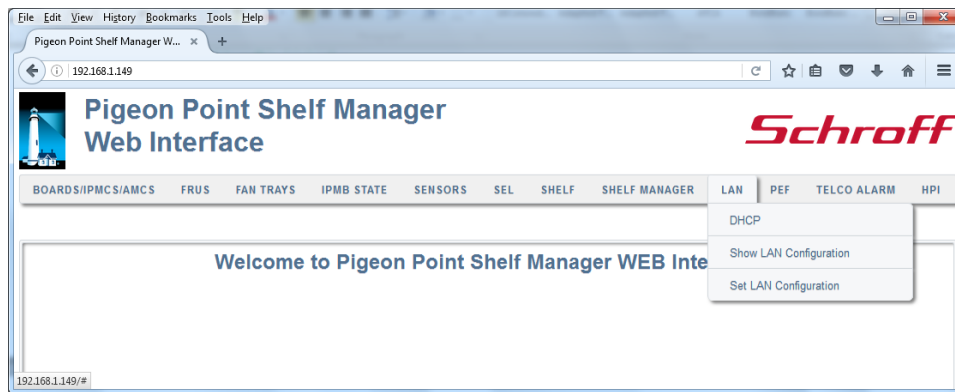 File Edit View History Bookmarks Tools Help
Pigeon Point Shelf Manager W... × +
192.168.1.149
Pigeon Point Shelf Manager
Web Interface
Schroff
BOARDS/IPMCS/AMCS FRUS FAN TRAYS IPMB STATE SENSORS SEL SHELF SHELF MANAGER LAN PEF TELCO ALARM HPI
DHCP
Show LAN Configuration
Set LAN Configuration
Welcome to Pigeon Point Shelf Manager WEB Inte
192.168.1.149/#